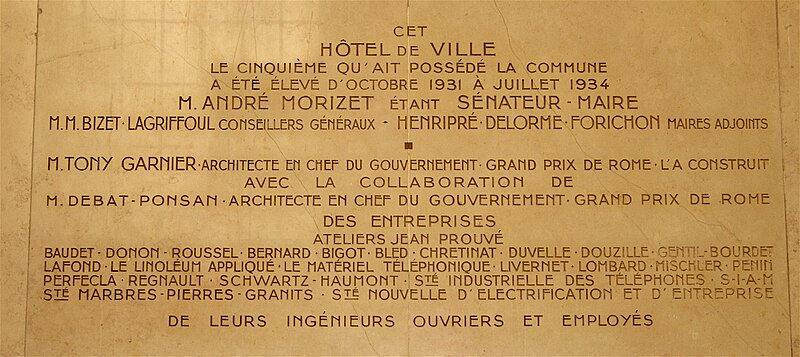 CET
HÔTEL DE VILLE
LE CINQUIÈME QU'AIT POSSÉDÉ LA COMMUNE
A ÉTÉ ÉLEVÉ D'OCTOBRE 1931 À JUILLET 1934
M. ANDRÉ MORIZET ÉTANT SÉNATEUR - MAIRE
M.M. BIZET · LAGRIFFOUL CONSEILLERS GÉNÉRAUX - HENRIPRÉ · DELORME · FORICHON MAIRES ADJOINTS
M. TONY GARNIER · ARCHITECTE EN CHEF DU GOUVERNEMENT · GRAND PRIX DE ROME · L'A CONSTRUIT
AVEC LA COLLABORATION DE
M. DEBAT-PONSAN · ARCHITECTE EN CHEF DU GOUVERNEMENT · GRAND PRIX DE ROME
DES ENTREPRISES
ATELIERS JEAN PROUVÉ
BAUDET - DONON - ROUSSEL · BERNARD · BIGOT · BLED · CHRETINAT · DUVELLE · DOUZILLE · GENTIL-BOURDET
LAFOND · LE LINOLÉUM APPLIQUÉ · LE MATÉRIEL TÉLÉPHONIQUE · LIVERNET · LOMBARD · MISCHLER · PENIN
PERFECLA · REGNAULT · SCHWARTZ-HAUMONT · STÉ INDUSTRIELLE DES TÉLÉPHONES · S-I-A-M
STÉ MARBRES-PIERRES-GRANITS · STÉ NOUVELLE D'ELECTRIFICATION ET D'ENTREPRISE
DE LEURS INGÉNIEURS OUVRIERS ET EMPLOYÉS